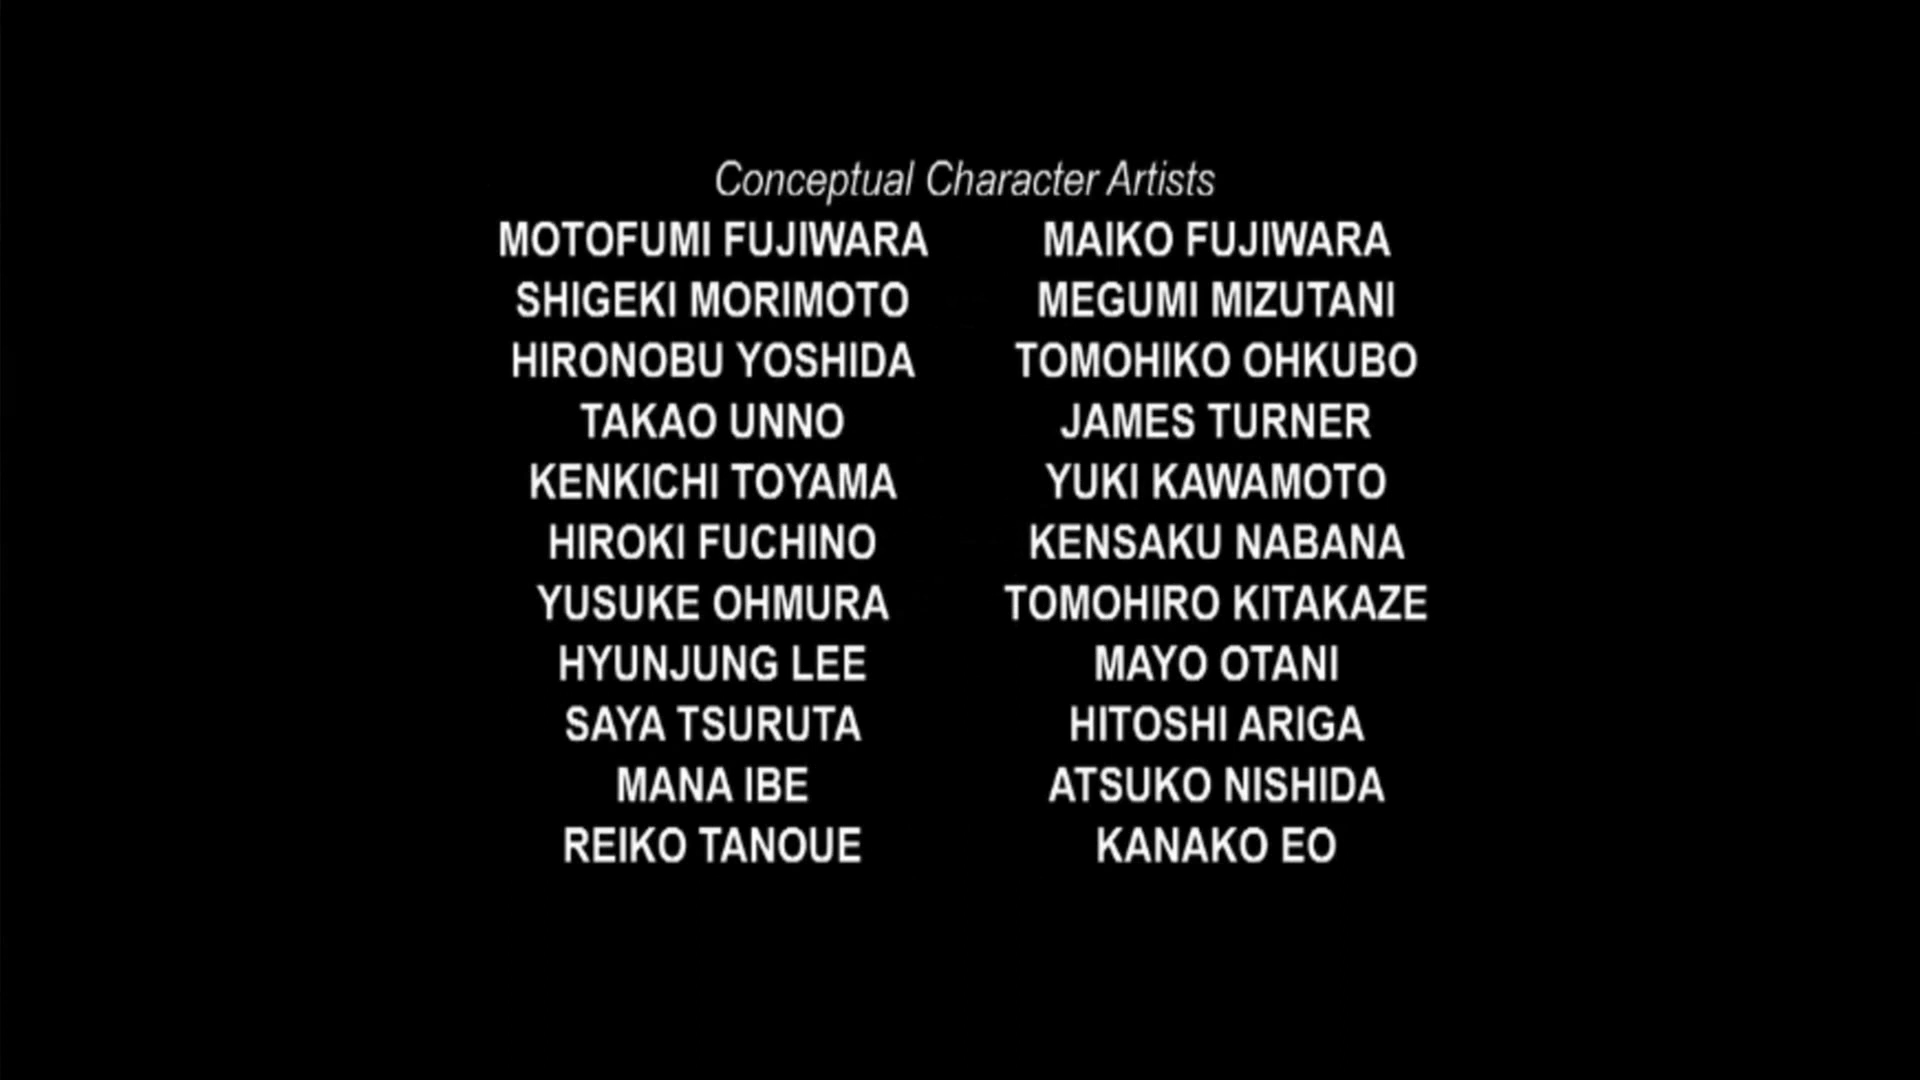 Conceptual Character Artists
MOTOFUMI FUJIWARA MAIKO FUJIWARA
SHIGEKI MORIMOTO MEGUMI MIZUTANI
HIRONOBU YOSHIDA TOMOHIKO OHKUBO
TAKAO UNNO JAMES TURNER
KENKICHI TOYAMA YUKI KAWAMOTO
HIROKI FUCHINO KENSAKU NABANA
YUSUKE OHMURA TOMOHIRO KITAKAZE
HYUNJUNG LEE MAYO OTANI
SAYA TSURUTA HITOSHI ARIGA
MANA IBE ATSUKO NISHIDA
REIKO TANOUE KANAKO EO